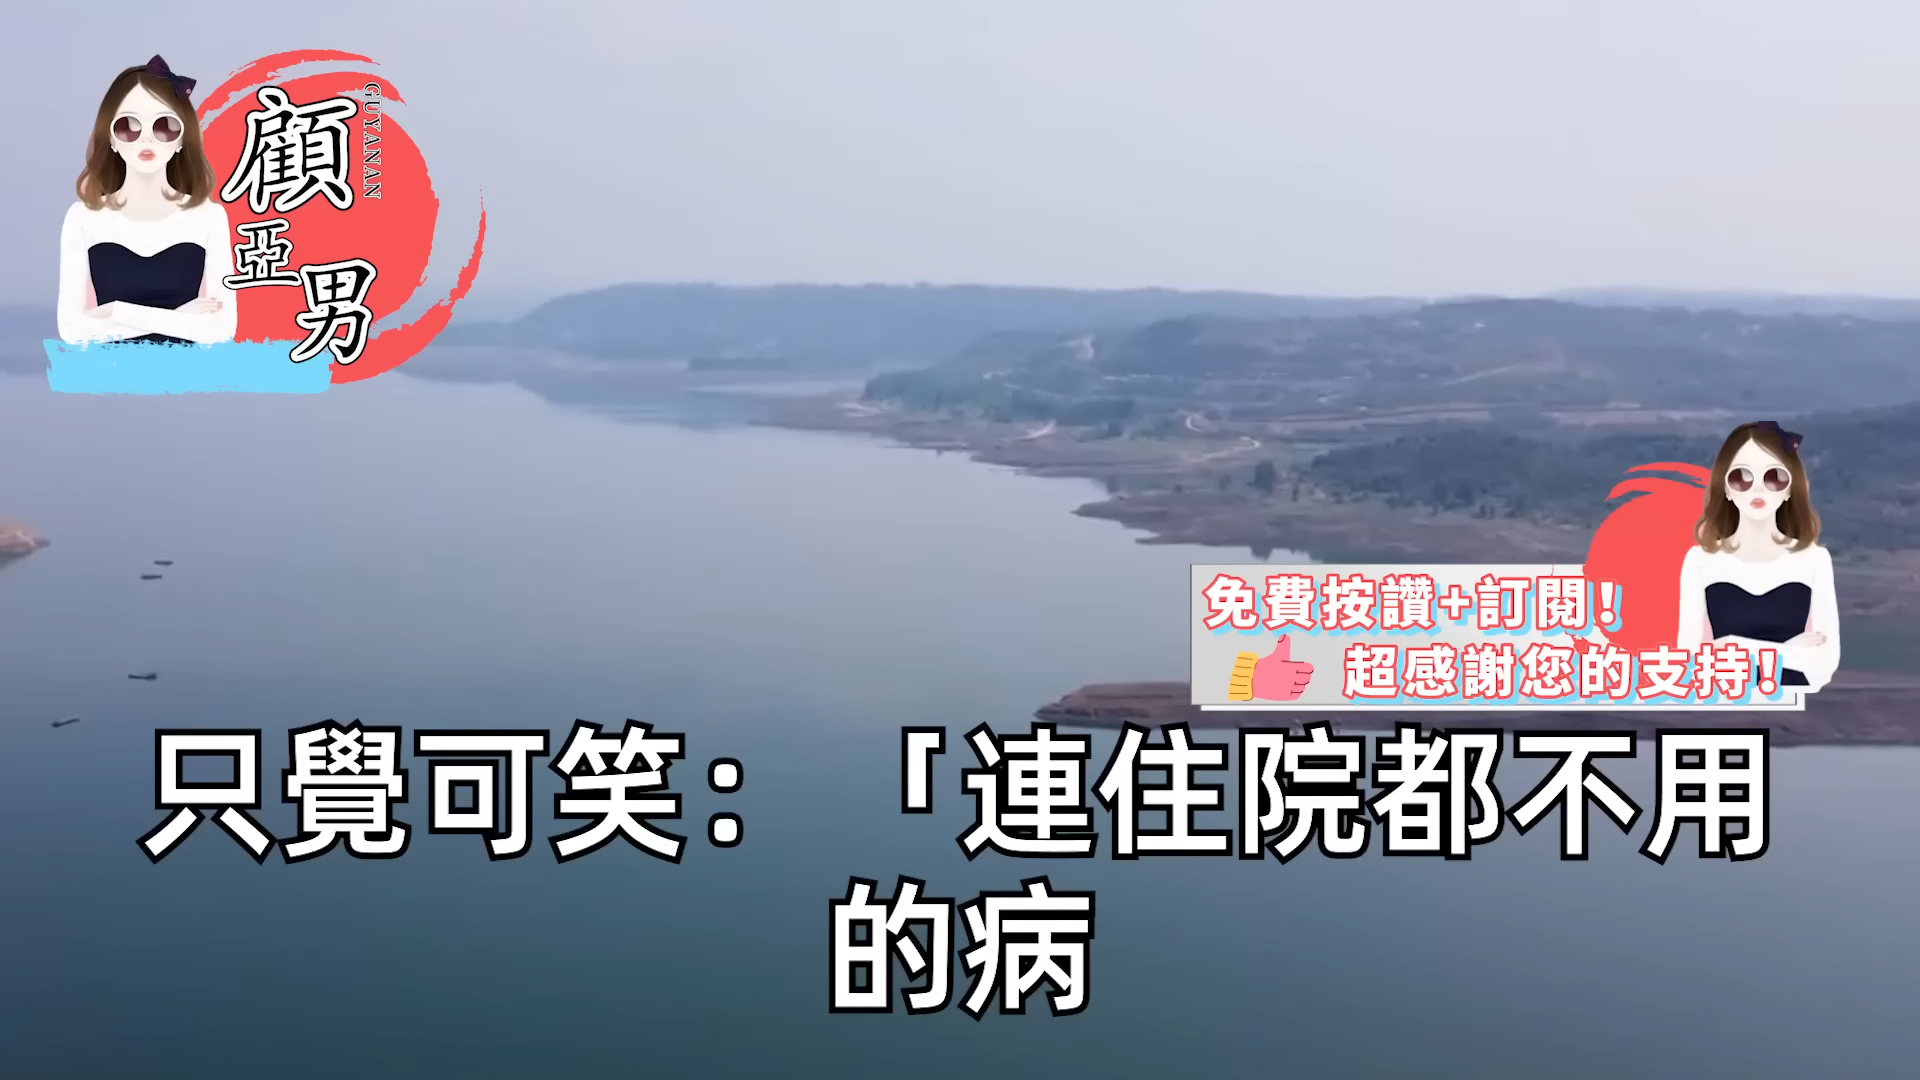 顧亞男
GUYANAN
免費按讚+訂閱！
超感謝您的支持！
只覺可笑：「連住院都不用
的病